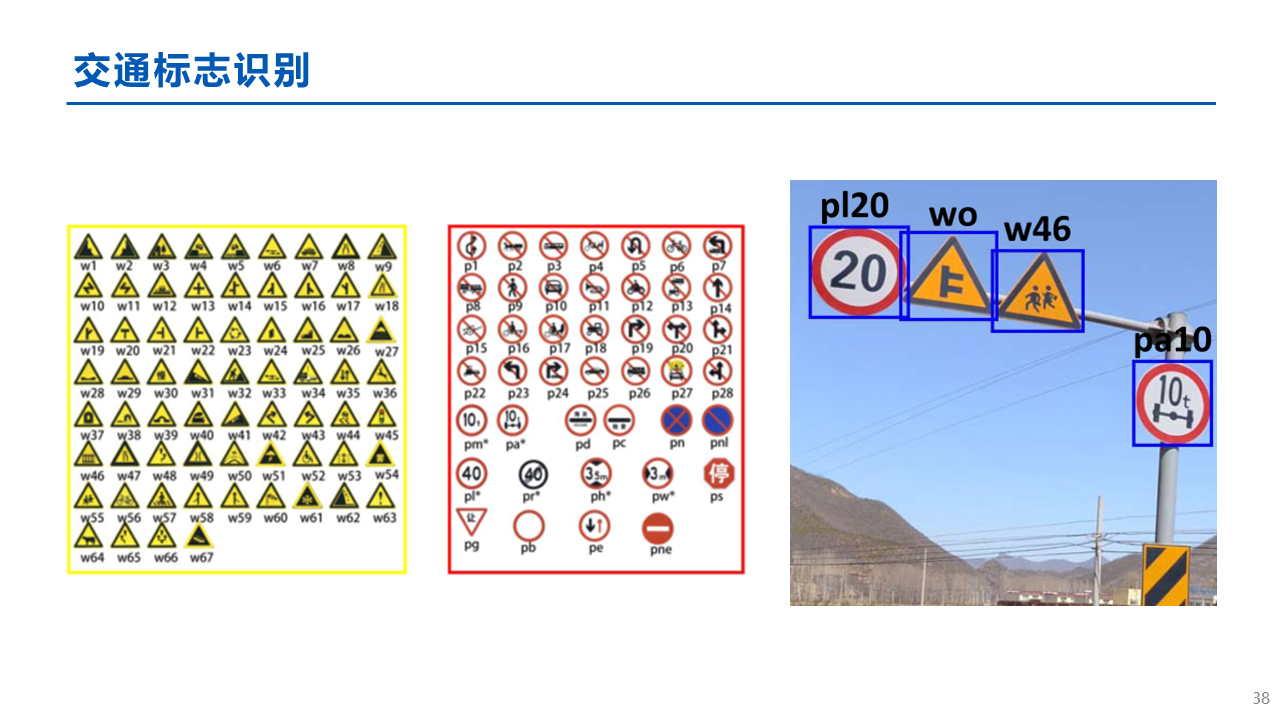 交通标志识别
w1 w2 w3 w4 w5 w6 w7 w8 w9
w10 w11 w12 w13 w14 w15 w16 w17 w18
w19 w20 w21 w22 w23 w24 w25 w26 w27
w28 w29 w30 w31 w32 w33 w34 w35 w36
w37 w38 w39 w40 w41 w42 w43 w44 w45
w46 w47 w48 w49 w50 w51 w52 w53 w54
w55 w56 w57 w58 w59 w60 w61 w62 w63
w64 w65 w66 w67
p1 p2 p3 p4 p5 p6 p7
p8 p9 p10 p11 p12 p13 p14
p15 p16 p17 p18 p19 p20 p21
p22 p23 p24 p25 p26 p27 p28
10t 10t
pm* pa* pd pc pn pnl
40 40 3.5m 3m 停
pl* pr* ph* pw* ps
让
pg pb pe pne
pl20 wo w46
20
pa10
10t
38